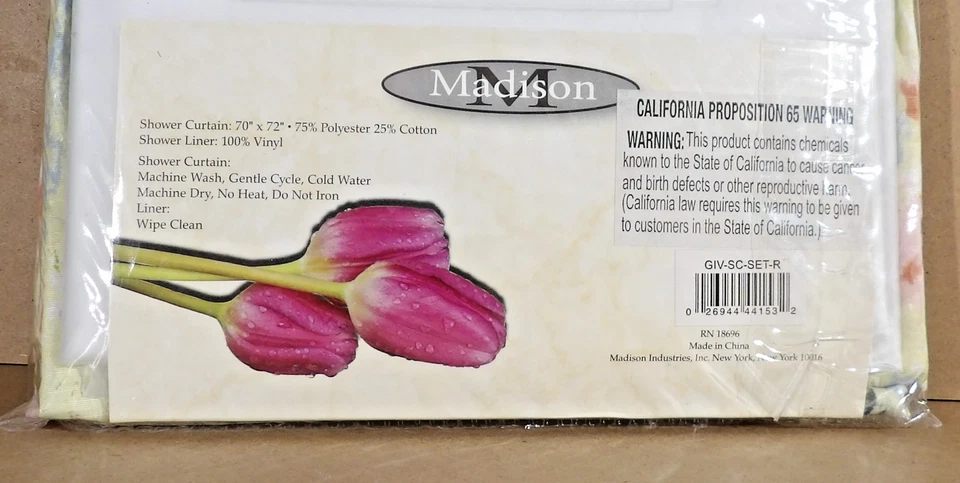 Madison
M
Shower Curtain: 70" x 72" • 75% Polyester 25% Cotton
Shower Liner: 100% Vinyl
Shower Curtain:
Machine Wash, Gentle Cycle, Cold Water
Machine Dry, No Heat, Do Not Iron
Liner:
Wipe Clean
CALIFORNIA PROPOSITION 65 WARNING
WARNING: This product contains chemicals
known to the State of California to cause cancer
and birth defects or other reproductive harm.
(California law requires this warning to be given
to customers in the State of California.)
GIV-SC-SET-R
0 26944 44153 2
RN 18696
Made in China
Madison Industries, Inc. New York, New York 10016